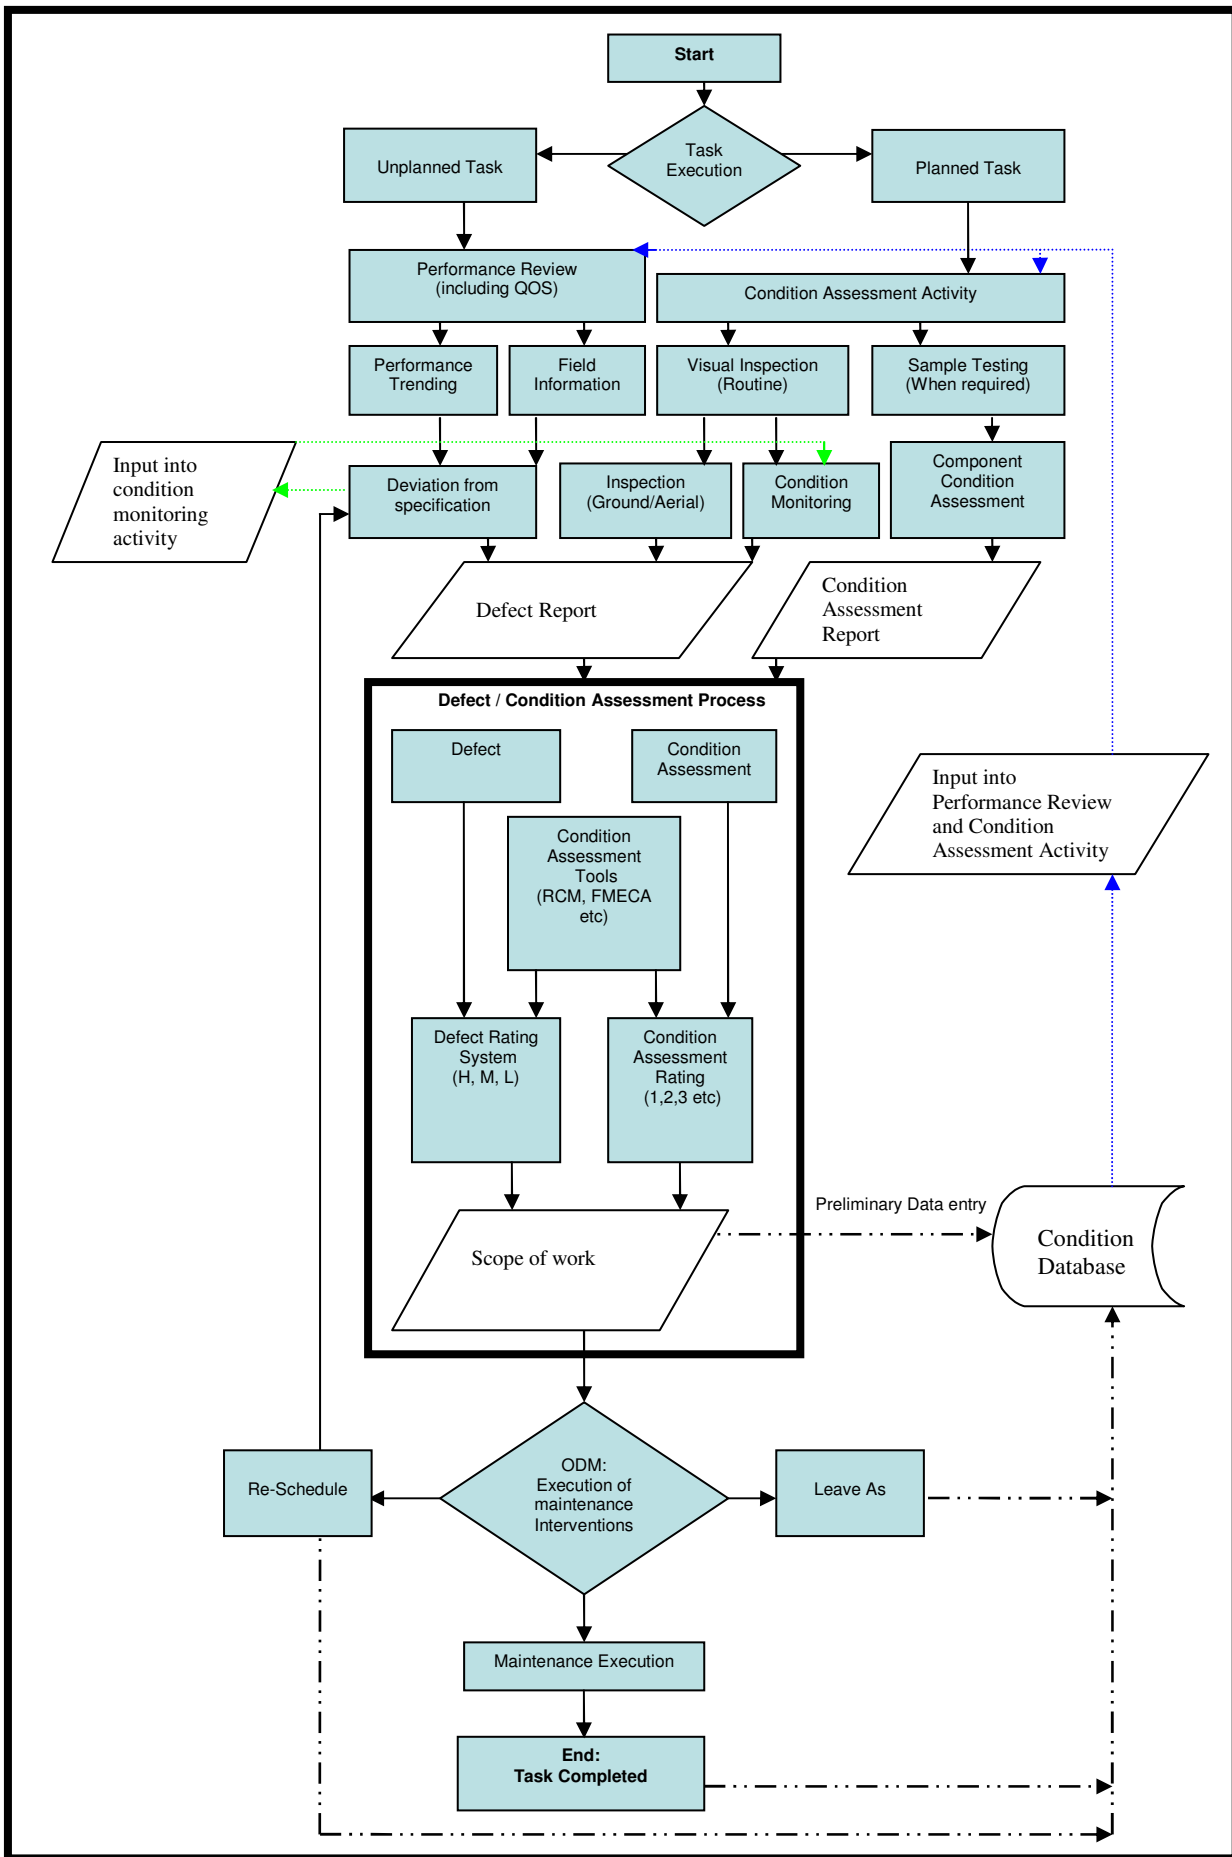 Start
Task
Execution
Unplanned Task
Planned Task
Performance Review
(including QOS)
Condition Assessment Activity
Performance
Trending
Field
Information
Visual Inspection
(Routine)
Sample Testing
(When required)
Input into
condition
monitoring
activity
Deviation from
specification
Inspection
(Ground/Aerial)
Condition
Monitoring
Component
Condition
Assessment
Defect Report
Condition
Assessment
Report
Defect / Condition Assessment Process
Defect
Condition
Assessment
Condition
Assessment
Tools
(RCM, FMECA
etc)
Input into
Performance Review
and Condition
Assessment Activity
Defect Rating
System
(H, M, L)
Condition
Assessment
Rating
(1,2,3 etc)
Preliminary Data entry
Scope of work
Condition
Database
ODM:
Execution of
maintenance
Interventions
Re-Schedule
Leave As
Maintenance Execution
End:
Task Completed